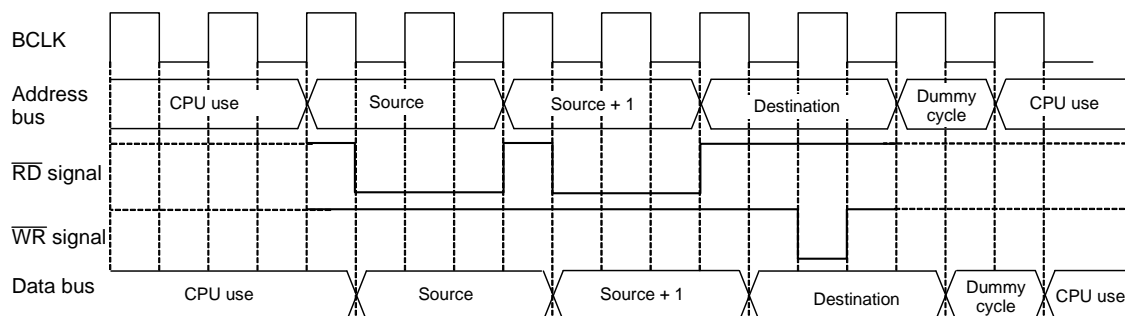 BCLK
Address bus
CPU use
Source
Source + 1
Destination
Dummy cycle
CPU use
RD signal
WR signal
Data bus
CPU use
Source
Source + 1
Destination
Dummy cycle
CPU use